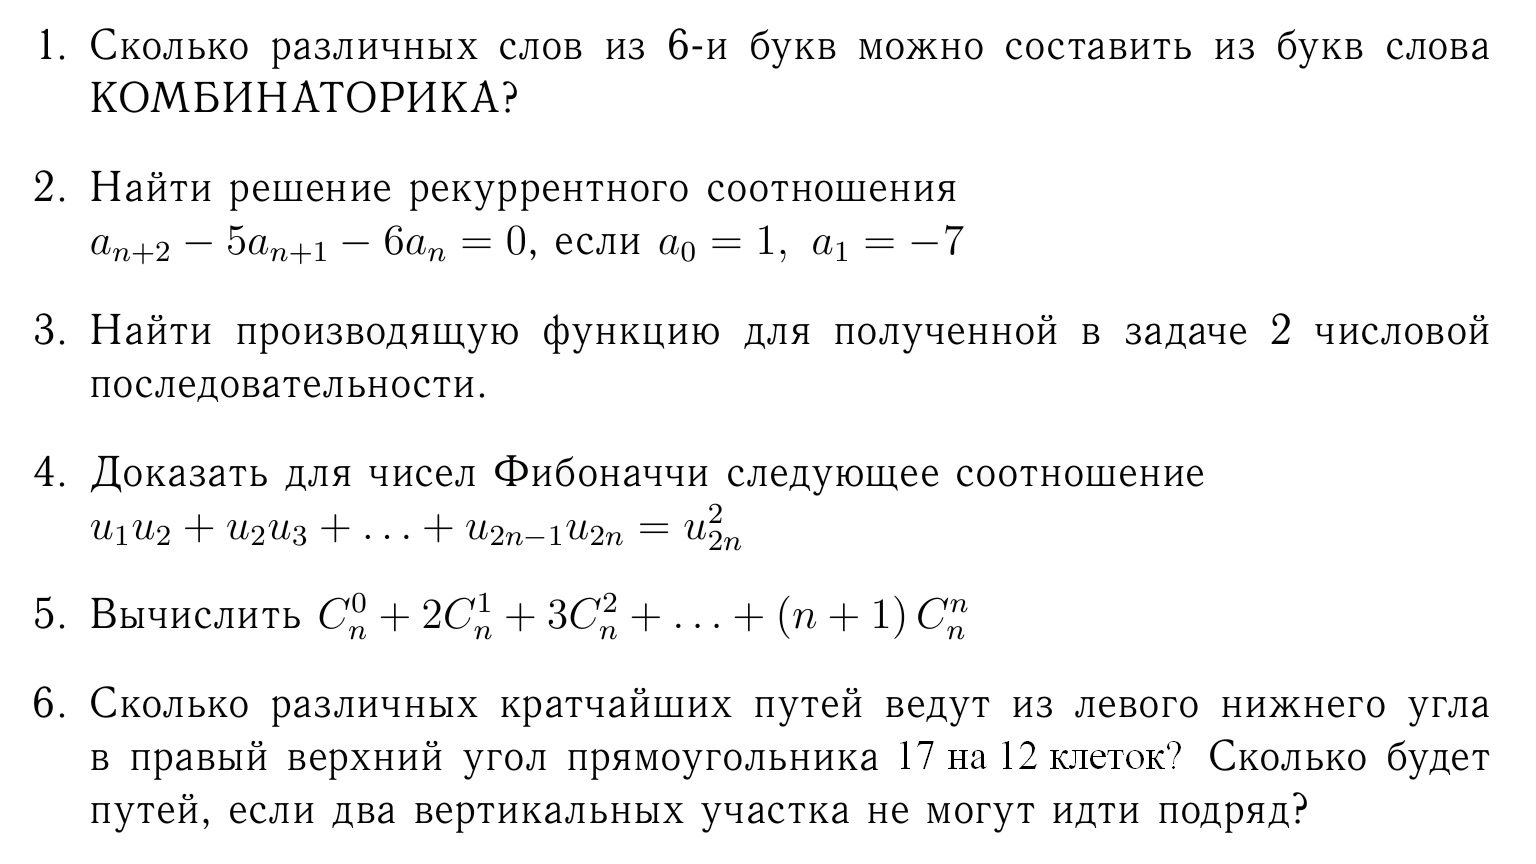 1. Сколько различных слов из 6-и букв можно составить из букв слова
КОМБИНАТОРИКА?
2. Найти решение рекуррентного соотношения
a_{n+2} − 5a_{n+1} − 6a_n = 0, если a_0 = 1, a_1 = −7
3. Найти производящую функцию для полученной в задаче 2 числовой
последовательности.
4. Доказать для чисел Фибоначчи следующее соотношение
u_1u_2 + u_2u_3 + . . . + u_{2n−1}u_{2n} = u_{2n}^2
5. Вычислить C_n^0 + 2C_n^1 + 3C_n^2 + . . . + (n + 1) C_n^n
6. Сколько различных кратчайших путей ведут из левого нижнего угла
в правый верхний угол прямоугольника 17 на 12 клеток? Сколько будет
путей, если два вертикальных участка не могут идти подряд?